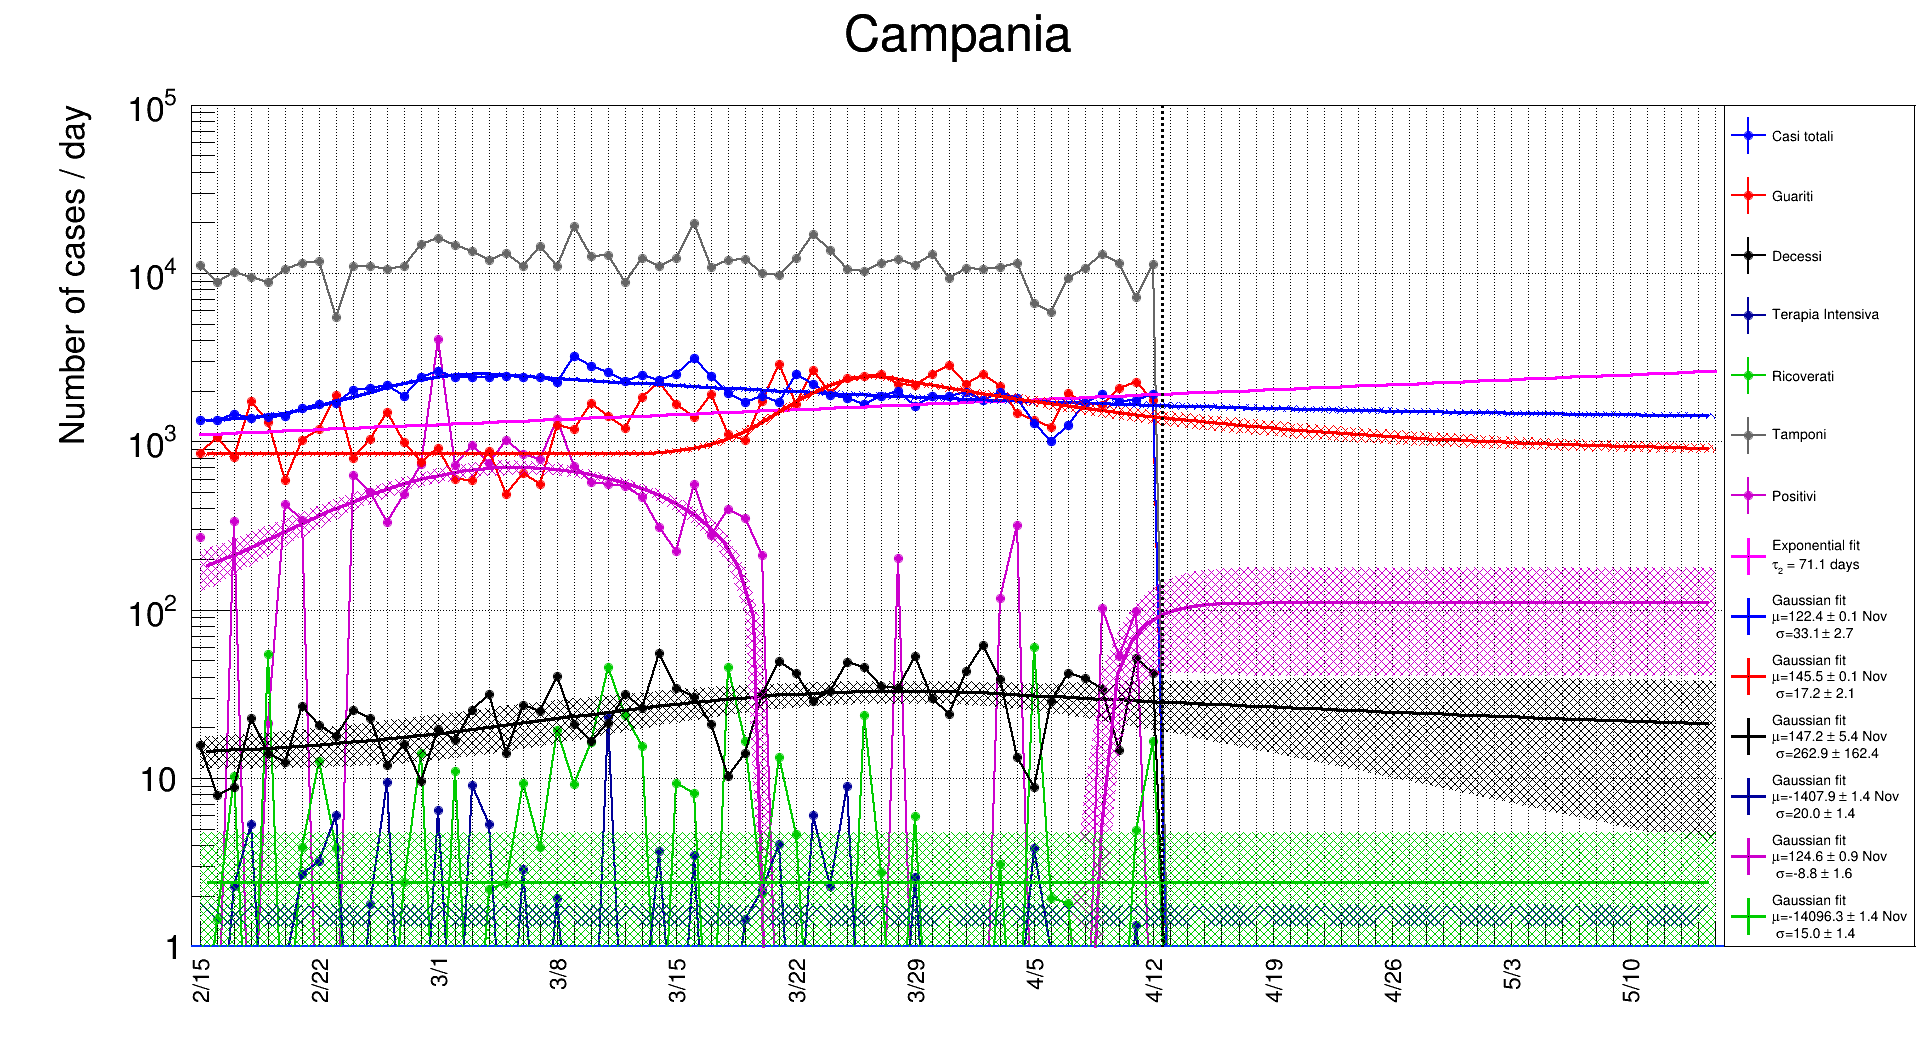 Campania
Number of cases / day
10^5
10^4
10^3
10^2
10
1
2/15
2/22
3/1
3/8
3/15
3/22
3/29
4/5
4/12
4/19
4/26
5/3
5/10
Casi totali
Guariti
Decessi
Terapia Intensiva
Ricoverati
Tamponi
Positivi
Exponential fit
τ₂ = 71.1 days
Gaussian fit
μ=122.4 ± 0.1 Nov
σ=33.1 ± 2.7
Gaussian fit
μ=145.5 ± 0.1 Nov
σ=17.2 ± 2.1
Gaussian fit
μ=147.2 ± 5.4 Nov
σ=262.9 ± 162.4
Gaussian fit
μ=-1407.9 ± 1.4 Nov
σ=20.0 ± 1.4
Gaussian fit
μ=124.6 ± 0.9 Nov
σ=-8.8 ± 1.6
Gaussian fit
μ=-14096.3 ± 1.4 Nov
σ=15.0 ± 1.4